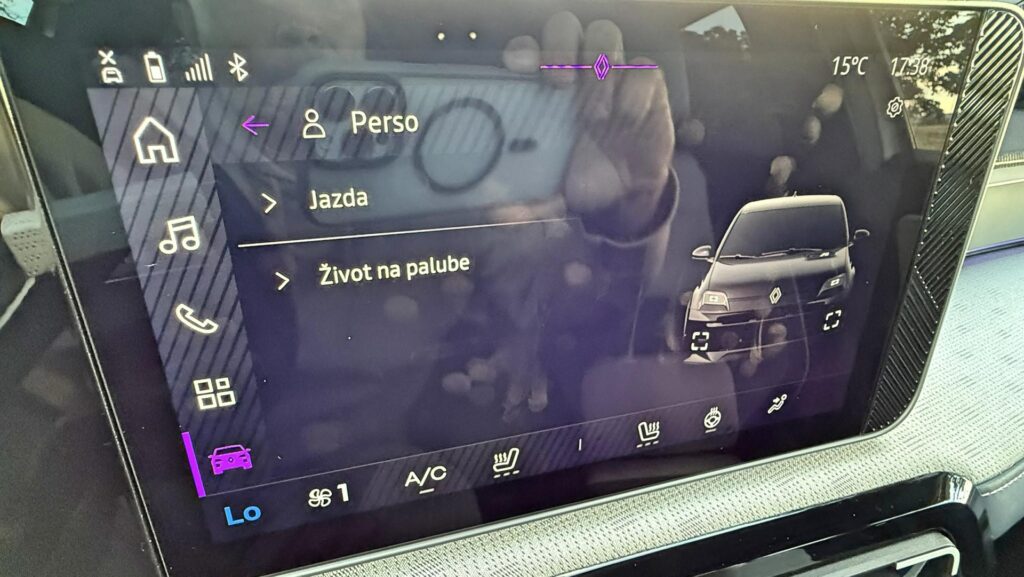 15°C 17:38
Perso
Jazda
Život na palube
Lo 1 A/C